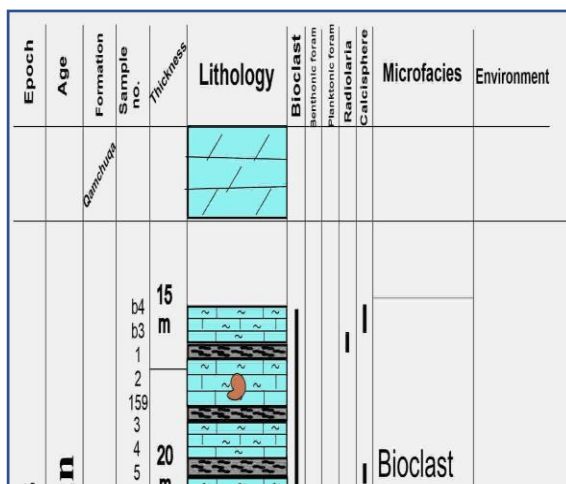 Epoch
Age
Formation
Sample no.
Thickness
Lithology
Bioclast
Benthonic foram
Planktonic foram
Radiolaria
Calcisphere
Microfacies
Environment
Qamchuqa
15
m
b4
b3
1
2
159
3
4
5
20
Bioclast